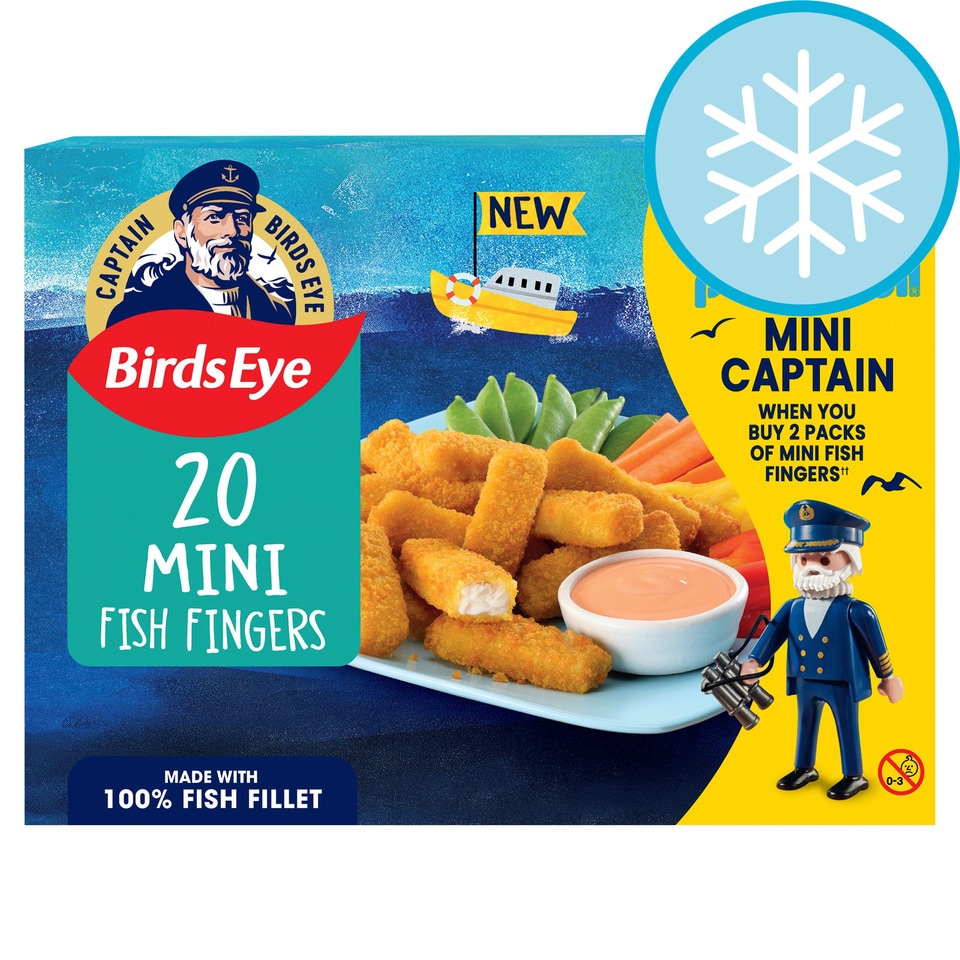 CAPTAIN BIRDS EYE
Birds Eye
20
MINI
FISH FINGERS
MADE WITH
100% FISH FILLET
NEW
MINI
CAPTAIN
WHEN YOU
BUY 2 PACKS
OF MINI FISH
FINGERS††
0-3